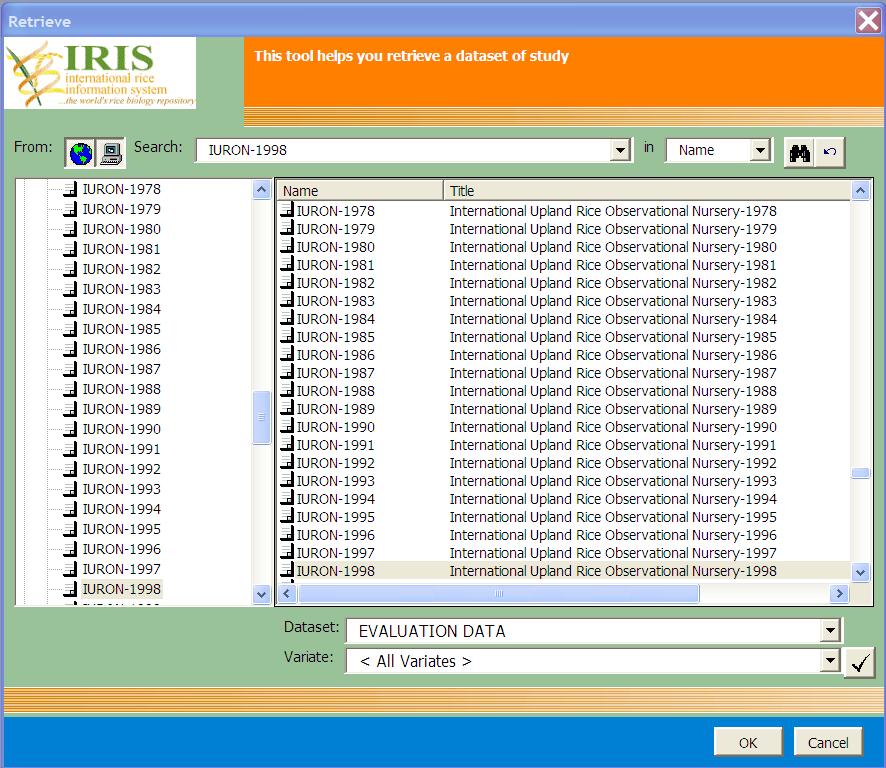 Retrieve
IRIS
international rice
information system
...the world's rice biology repository
This tool helps you retrieve a dataset of study
From:
Search:
IURON-1998
in
Name
IURON-1978
IURON-1979
IURON-1980
IURON-1981
IURON-1982
IURON-1983
IURON-1984
IURON-1985
IURON-1986
IURON-1987
IURON-1988
IURON-1989
IURON-1990
IURON-1991
IURON-1992
IURON-1993
IURON-1994
IURON-1995
IURON-1996
IURON-1997
IURON-1998
Name Title
IURON-1978 International Upland Rice Observational Nursery-1978
IURON-1979 International Upland Rice Observational Nursery-1979
IURON-1980 International Upland Rice Observational Nursery-1980
IURON-1981 International Upland Rice Observational Nursery-1981
IURON-1982 International Upland Rice Observational Nursery-1982
IURON-1983 International Upland Rice Observational Nursery-1983
IURON-1984 International Upland Rice Observational Nursery-1984
IURON-1985 International Upland Rice Observational Nursery-1985
IURON-1986 International Upland Rice Observational Nursery-1986
IURON-1987 International Upland Rice Observational Nursery-1987
IURON-1988 International Upland Rice Observational Nursery-1988
IURON-1989 International Upland Rice Observational Nursery-1989
IURON-1990 International Upland Rice Observational Nursery-1990
IURON-1991 International Upland Rice Observational Nursery-1991
IURON-1992 International Upland Rice Observational Nursery-1992
IURON-1993 International Upland Rice Observational Nursery-1993
IURON-1994 International Upland Rice Observational Nursery-1994
IURON-1995 International Upland Rice Observational Nursery-1995
IURON-1996 International Upland Rice Observational Nursery-1996
IURON-1997 International Upland Rice Observational Nursery-1997
IURON-1998 International Upland Rice Observational Nursery-1998
Dataset: EVALUATION DATA
Variate: < All Variates >
OK
Cancel